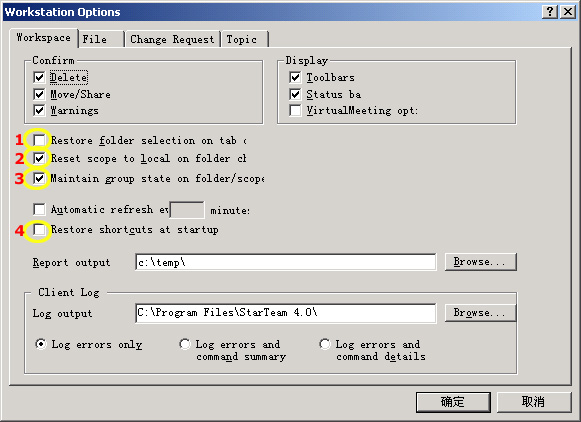 Workstation Options
Workspace File Change Request Topic
Confirm
Delete
Move/Share
Warnings
Display
Toolbars
Status ba
VirtualMeeting opt:
1 Restore folder selection on tab c
2 Reset scope to local on folder ch
3 Maintain group state on folder/scope
Automatic refresh ev minutes
4 Restore shortcuts at startup
Report output c:\temp\ Browse...
Client Log
Log output C:\Program Files\StarTeam 4.0\ Browse...
Log errors only
Log errors and
command summary
Log errors and
command details
确定 取消